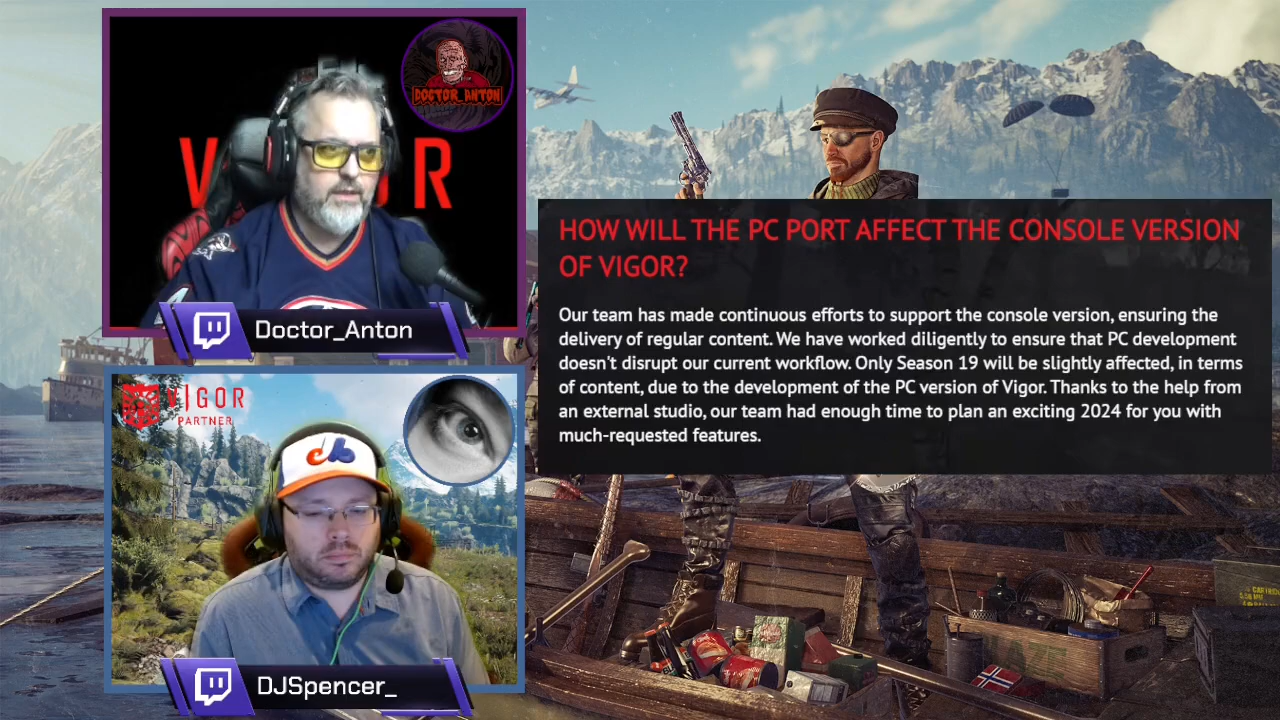 DOCTOR_ANTON
V
R
Doctor_Anton
VIGOR
PARTNER
DJSpencer_
HOW WILL THE PC PORT AFFECT THE CONSOLE VERSION
OF VIGOR?
Our team has made continuous efforts to support the console version, ensuring the
delivery of regular content. We have worked diligently to ensure that PC development
doesn't disrupt our current workflow. Only Season 19 will be slightly affected, in terms
of content, due to the development of the PC version of Vigor. Thanks to the help from
an external studio, our team had enough time to plan an exciting 2024 for you with
much-requested features.